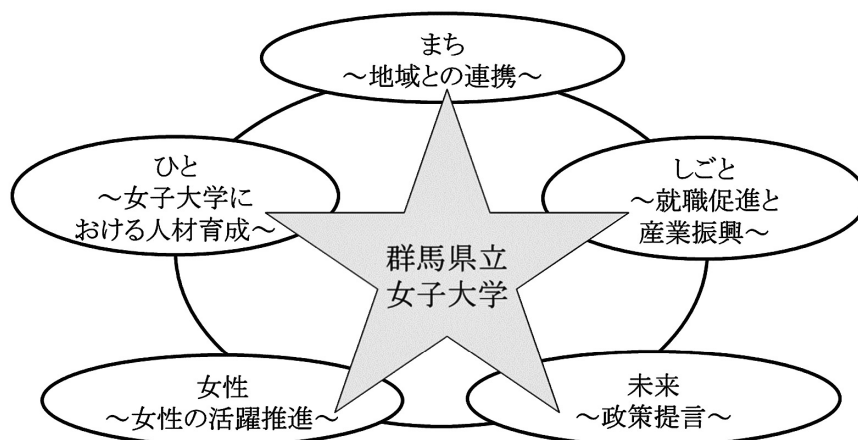 まち
～地域との連携～
ひと
～女子大学に
おける人材育成～
しごと
～就職促進と
産業振興～
群馬県立
女子大学
女性
～女性の活躍推進～
未来
～政策提言～